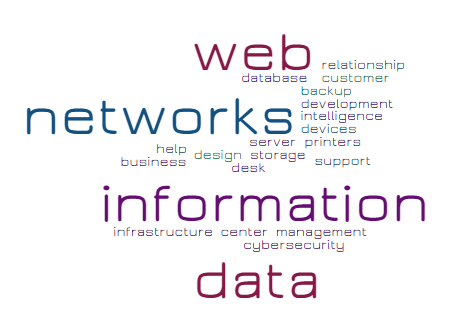 web
relationship
database customer
backup
development
networks intelligence
devices
server printers
help
design storage
business support
desk
information
infrastructure center management
cybersecurity
data